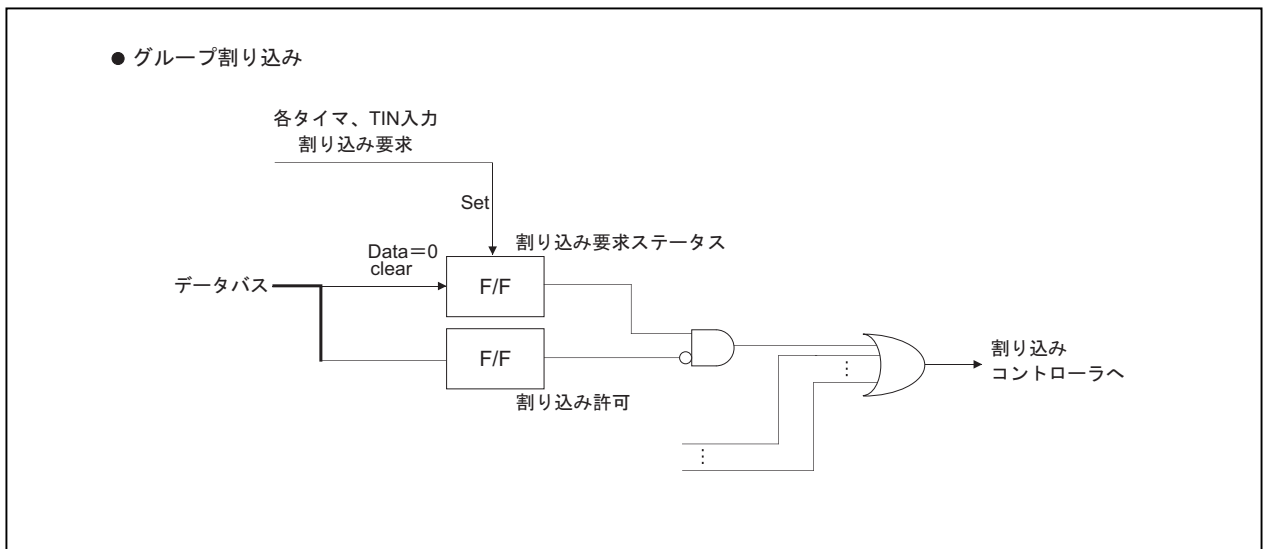 ● グループ割り込み
各タイマ、TIN入力
割り込み要求
Set
Data＝0
clear
割り込み要求ステータス
データバス
F/F
F/F
割り込み許可
割り込み
コントローラへ
⋮
⋮